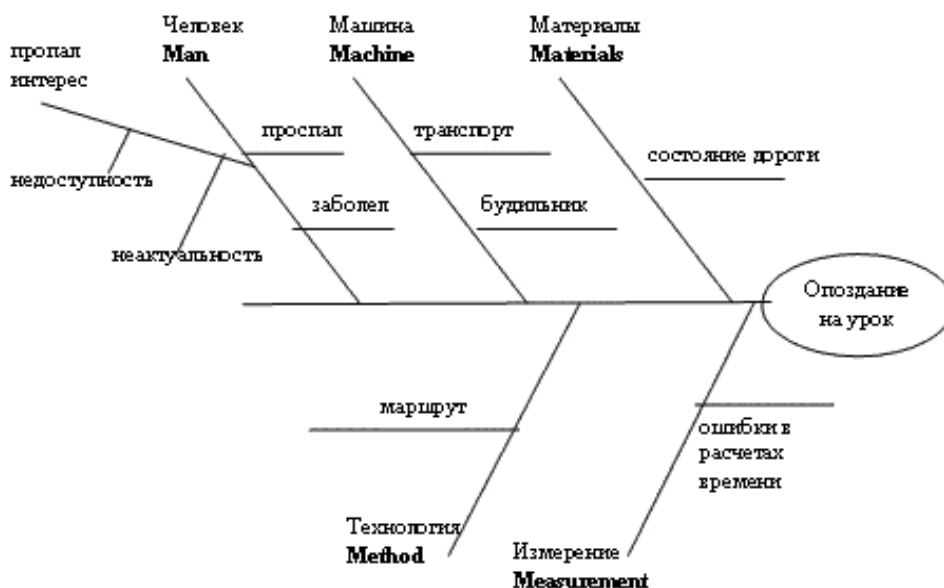 Человек
Man
Машина
Machine
Материалы
Materials
пропал
интерес
проспал
транспорт
состояние дороги
недоступность
заболел
будильник
неактуальность
Опоздание
на урок
маршрут
ошибки в
расчетах
времени
Технология
Method
Измерение
Measurement